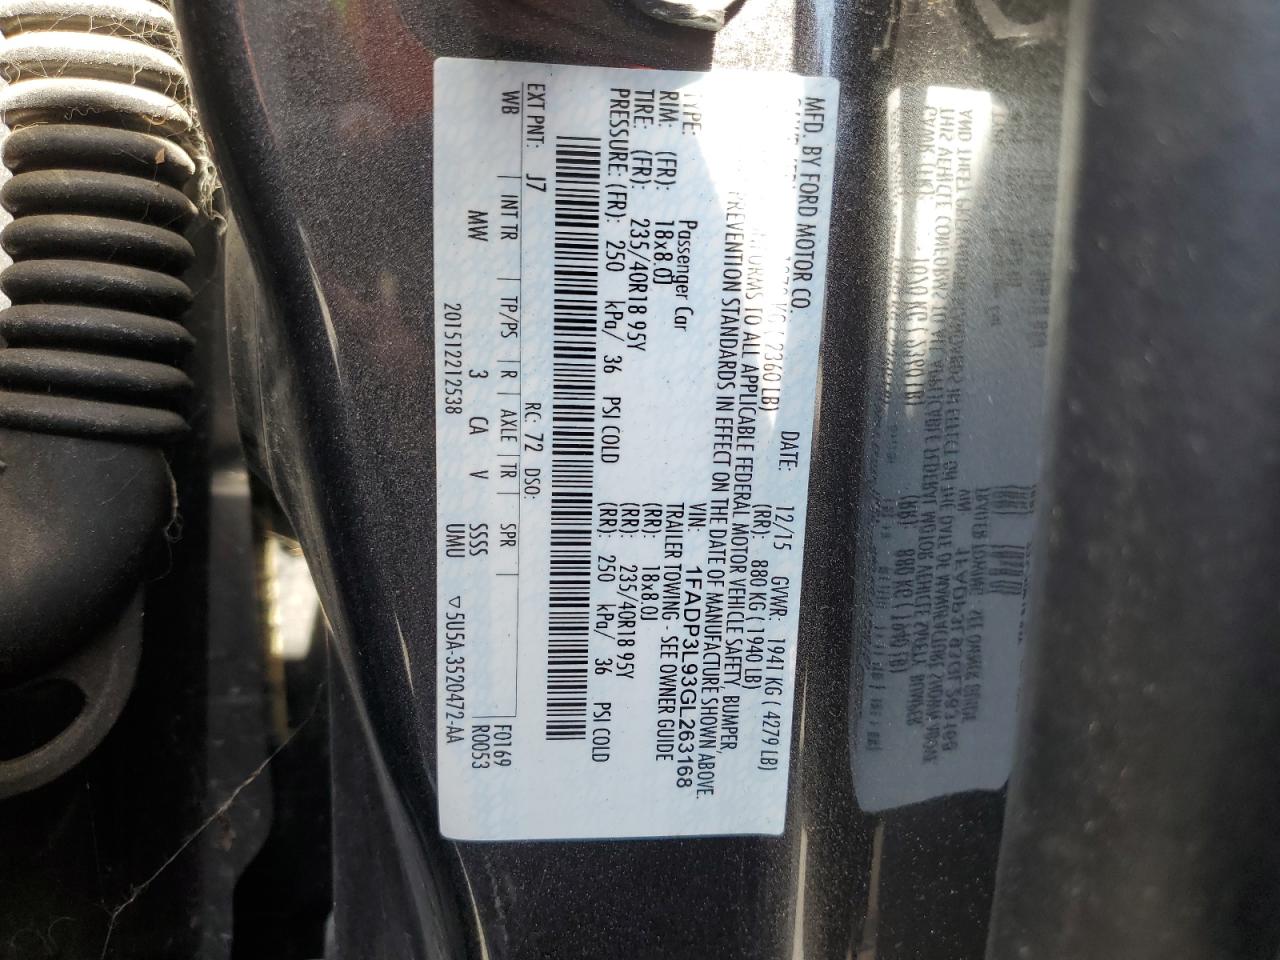 MFD. BY FORD MOTOR CO.
DATE: 12/15 GVWR: 1941 KG ( 4279 LB)
KG ( 2360 LB) (RR): 880 KG ( 1940 LB)
TO ALL APPLICABLE FEDERAL MOTOR VEHICLE SAFETY, BUMPER,
PREVENTION STANDARDS IN EFFECT ON THE DATE OF MANUFACTURE SHOWN ABOVE.
VIN: 1FADP3L93GL263168
TYPE: Passenger Car TRAILER TOWING - SEE OWNER GUIDE
RIM: (FR): 18x8.0J (RR): 18x8.0J
TIRE: (FR): 235/40R18 95Y (RR): 235/40R18 95Y
PRESSURE: (FR): 250 kPa/ 36 PSI COLD (RR): 250 kPa/ 36 PSI COLD
EXT PNT: J7 RC: 72 DSO: F0169
WB INT TR TP/PS R AXLE TR SPR R0053
MW 3 CA V SSSS
20151221253​8 UMU ▽ 5U5A-3520472-AA